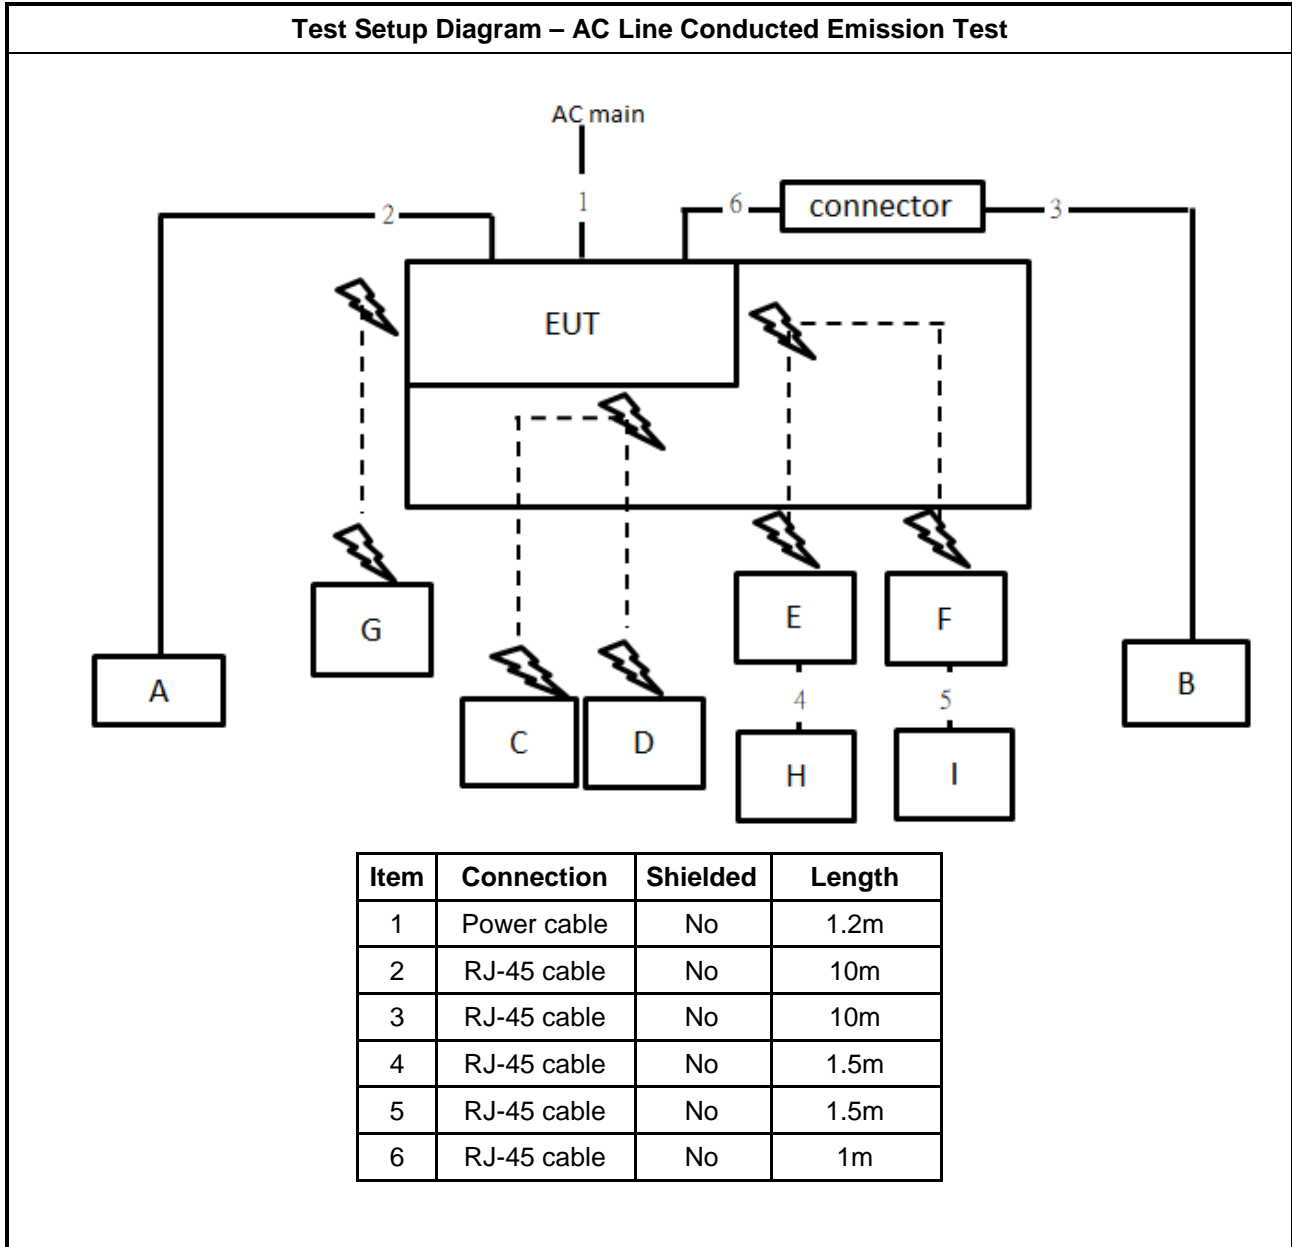 Test Setup Diagram – AC Line Conducted Emission Test
AC main
2
1
6
connector
3
EUT
G
E
F
A
B
4
5
C
D
H
I
Item Connection Shielded Length
1 Power cable No 1.2m
2 RJ-45 cable No 10m
3 RJ-45 cable No 10m
4 RJ-45 cable No 1.5m
5 RJ-45 cable No 1.5m
6 RJ-45 cable No 1m